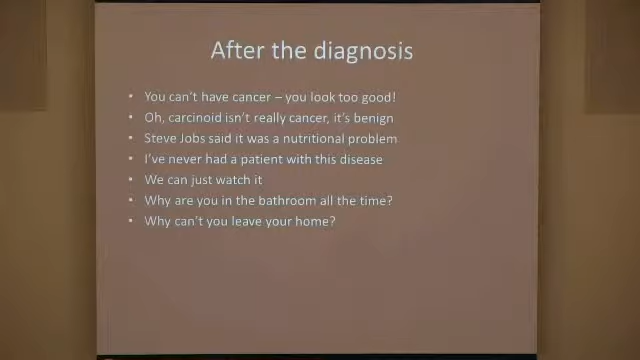 After the diagnosis
• You can't have cancer – you look too good!
• Oh, carcinoid isn't really cancer, it's benign
• Steve Jobs said it was a nutritional problem
• I've never had a patient with this disease
• We can just watch it
• Why are you in the bathroom all the time?
• Why can't you leave your home?